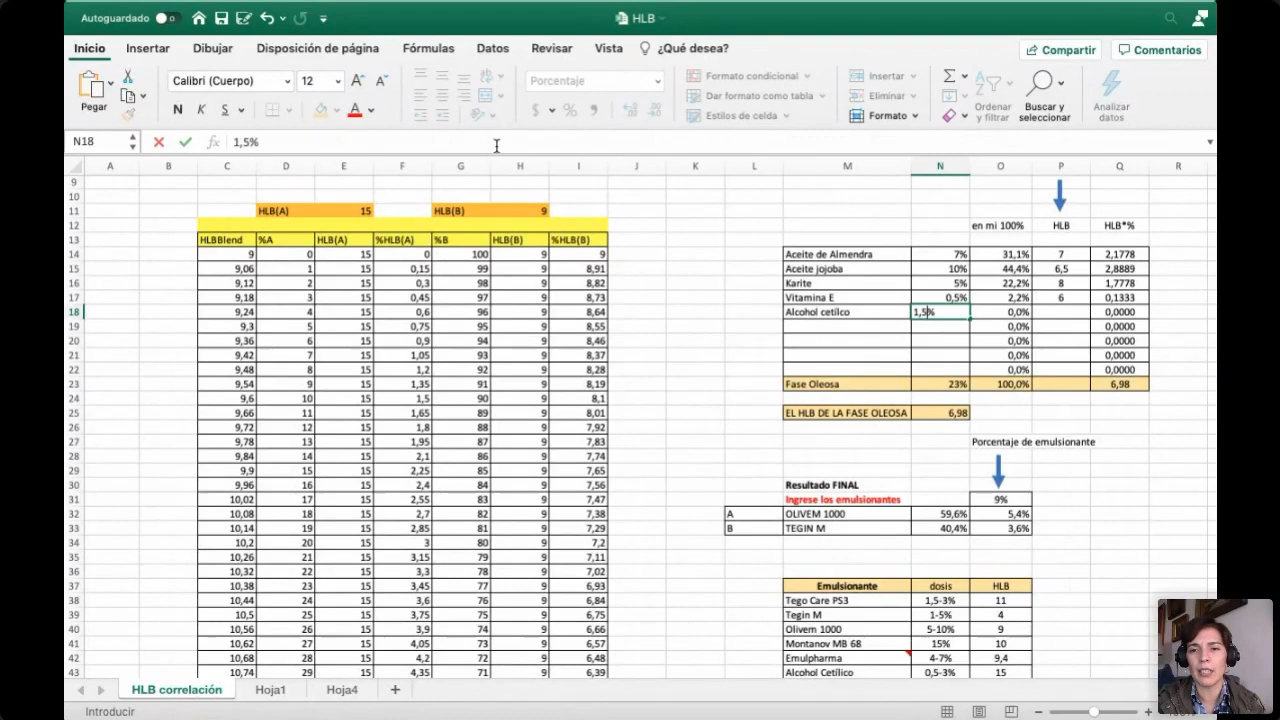 Autoguardado
HLB
Inicio Insertar Dibujar Disposición de página Fórmulas Datos Revisar Vista ¿Qué desea? Compartir Comentarios
Pegar Calibri (Cuerpo) 12 Porcentaje Formato condicional Insertar
N K S Dar formato como tabla Eliminar Ordenar y filtrar Buscar y seleccionar Analizar datos
$ % Estilos de celda Formato
N18 fx 1,5%
A B C D E F G H I J K L M N O P Q R
9
10
11 HLB(A) 15 HLB(B) 9
12 en mi 100% HLB HLB*%
13 HLBBlend %A HLB(A) %HLB(A) %B HLB(B) %HLB(B)
14 9 0 15 0 100 9 9 Aceite de Almendra 7% 31,1% 7 2,1778
15 9,06 1 15 0,15 99 9 8,91 Aceite jojoba 10% 44,4% 6,5 2,8889
16 9,12 2 15 0,3 98 9 8,82 Karite 5% 22,2% 8 1,7778
17 9,18 3 15 0,45 97 9 8,73 Vitamina E 0,5% 2,2% 6 0,1333
18 9,24 4 15 0,6 96 9 8,64 Alcohol cetílco 1,5% 0,0% 0,0000
19 9,3 5 15 0,75 95 9 8,55 0,0% 0,0000
20 9,36 6 15 0,9 94 9 8,46 0,0% 0,0000
21 9,42 7 15 1,05 93 9 8,37 0,0% 0,0000
22 9,48 8 15 1,2 92 9 8,28 0,0% 0,0000
23 9,54 9 15 1,35 91 9 8,19 Fase Oleosa 23% 100,0% 6,98
24 9,6 10 15 1,5 90 9 8,1
25 9,66 11 15 1,65 89 9 8,01 EL HLB DE LA FASE OLEOSA 6,98
26 9,72 12 15 1,8 88 9 7,92
27 9,78 13 15 1,95 87 9 7,83 Porcentaje de emulsionante
28 9,84 14 15 2,1 86 9 7,74
29 9,9 15 15 2,25 85 9 7,65
30 9,96 16 15 2,4 84 9 7,56 Resultado FINAL
31 10,02 17 15 2,55 83 9 7,47 Ingrese los emulsionantes 9%
32 10,08 18 15 2,7 82 9 7,38 A OLIVEM 1000 59,6% 5,4%
33 10,14 19 15 2,85 81 9 7,29 B TEGIN M 40,4% 3,6%
34 10,2 20 15 3 80 9 7,2
35 10,26 21 15 3,15 79 9 7,11
36 10,32 22 15 3,3 78 9 7,02
37 10,38 23 15 3,45 77 9 6,93 Emulsionante dosis HLB
38 10,44 24 15 3,6 76 9 6,84 Tego Care PS3 1,5-3% 11
39 10,5 25 15 3,75 75 9 6,75 Tegin M 1-5% 4
40 10,56 26 15 3,9 74 9 6,66 Olivem 1000 5-10% 9
41 10,62 27 15 4,05 73 9 6,57 Montanov MB 68 15% 10
42 10,68 28 15 4,2 72 9 6,48 Emulpharma 4-7% 9,4
43 10,74 29 15 4,35 71 9 6,39 Alcohol Cetílico 0,5-3% 15
HLB correlación Hoja1 Hoja4 +
Introducir